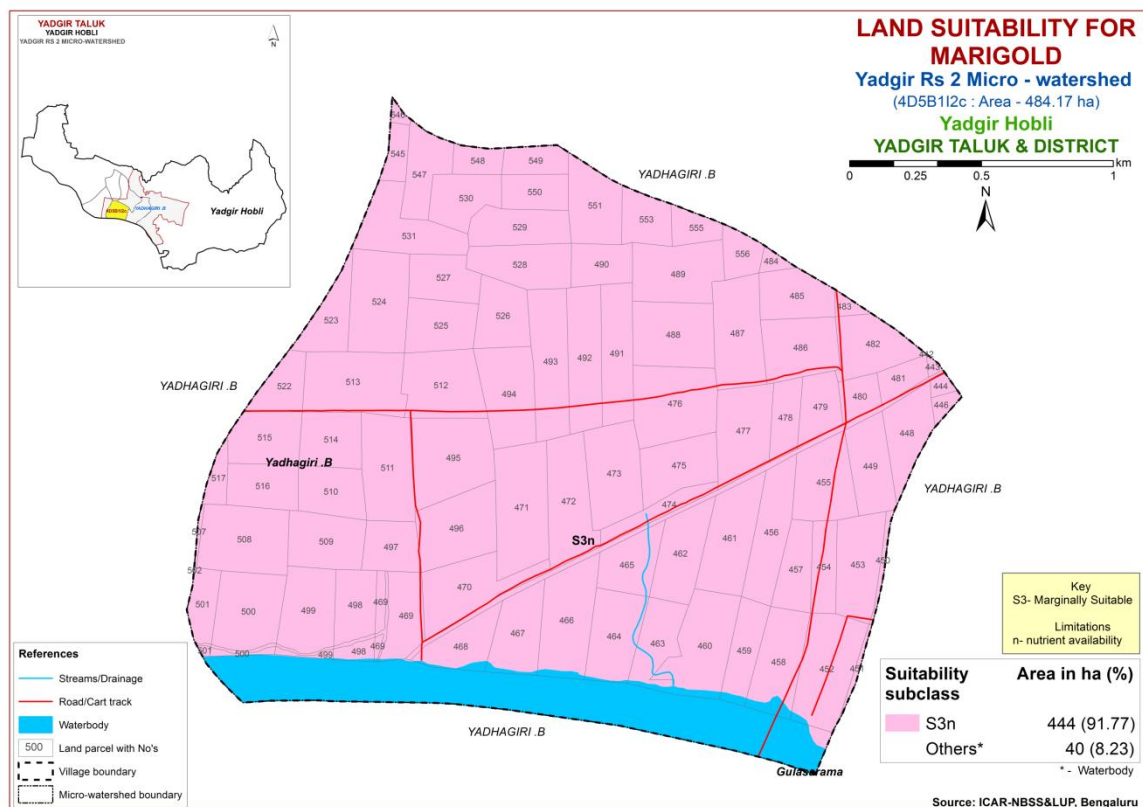 YADGIR TALUK
YADGIR HOBLI
YADGIR RS 2 MICRO-WATERSHED
N
4D5B1I2c
YADHAGIRI .B
Yadgir Hobli
LAND SUITABILITY FOR
MARIGOLD
Yadgir Rs 2 Micro - watershed
(4D5B1I2c : Area - 484.17 ha)
Yadgir Hobli
YADGIR TALUK & DISTRICT
km
0 0.25 0.5 1
N
546
545 547 548 549
YADHAGIRI .B
530 550 551 553 555
531 529 556 484
528 490 489
527 485 483
524 526
523 525 493 492 491 488 487 486 482
442
YADHAGIRI .B
522 513 512 494 481 443
444
476 480 446
515 514 477 478 479 448
Yadhagiri .B
517 516 510 511 495 473 475 449
YADHAGIRI .B
455
471 472 474
507 508 509 497 496 S3n 461 456
502 465 462 457 454 453 450
470
501 500 499 498 469 469
467 466 464 463 460 459 458 452 451
501 500 499 498 469 468
YADHAGIRI .B
Gulasarama
References
Streams/Drainage
Road/Cart track
Waterbody
500 Land parcel with No's
Village boundary
Micro-watershed boundary
Key
S3- Marginally Suitable
Limitations
n- nutrient availability
Suitability subclass Area in ha (%)
S3n 444 (91.77)
Others* 40 (8.23)
* - Waterbody
Source: ICAR-NBSS&LUP, Bengaluru